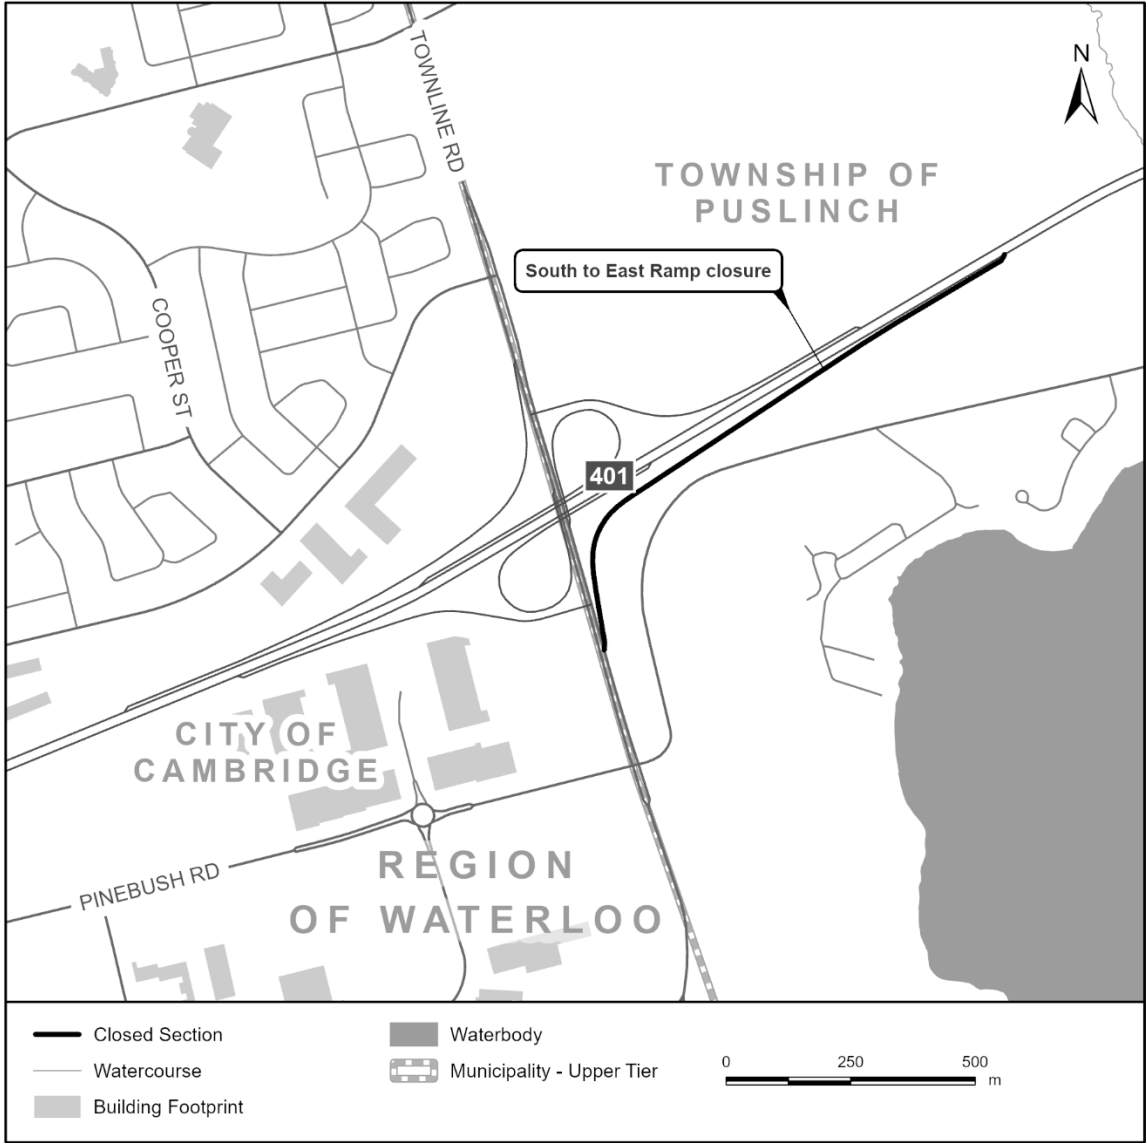 N
TOWNLINE RD
TOWNSHIP OF
PUSLINCH
South to East Ramp closure
COOPER ST
401
CITY OF
CAMBRIDGE
REGION
OF WATERLOO
PINEBUSH RD
Closed Section
Watercourse
Building Footprint
Waterbody
Municipality - Upper Tier
0 250 500
m